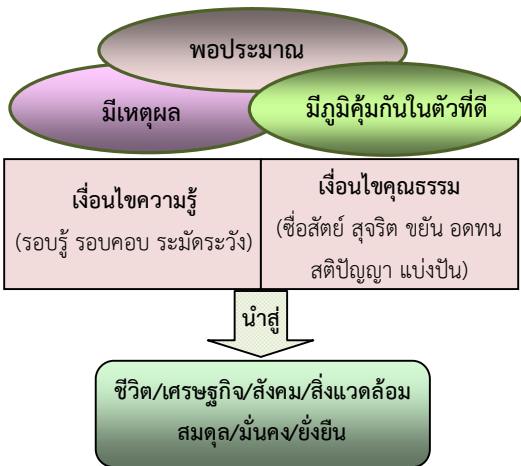 พอประมาณ
มีเหตุผล
มีภูมิคุ้มกันในตัวที่ดี
เงื่อนไขความรู้
(รอบรู้ รอบคอบ ระมัดระวัง)
เงื่อนไขคุณธรรม
(ซื่อสัตย์ สุจริต ขยัน อดทน
สติปัญญา แบ่งปัน)
นำสู่
ชีวิต/เศรษฐกิจ/สังคม/สิ่งแวดล้อม
สมดุล/มั่นคง/ยั่งยืน